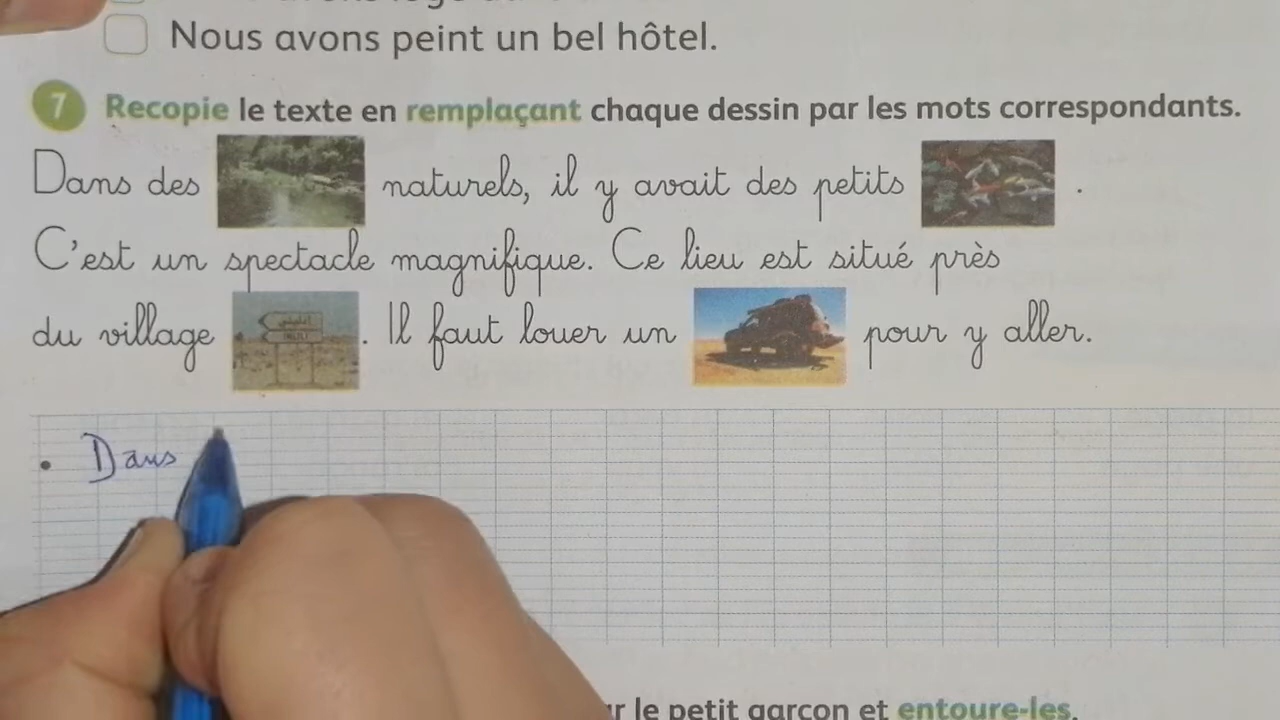 Nous avons peint un bel hôtel.
7 Recopie le texte en remplaçant chaque dessin par les mots correspondants.
Dans des naturels, il y avait des petits .
C'est un spectacle magnifique. Ce lieu est situé près
du village . Il faut louer un pour y aller.
• Dans
le petit garçon et entoure-les.